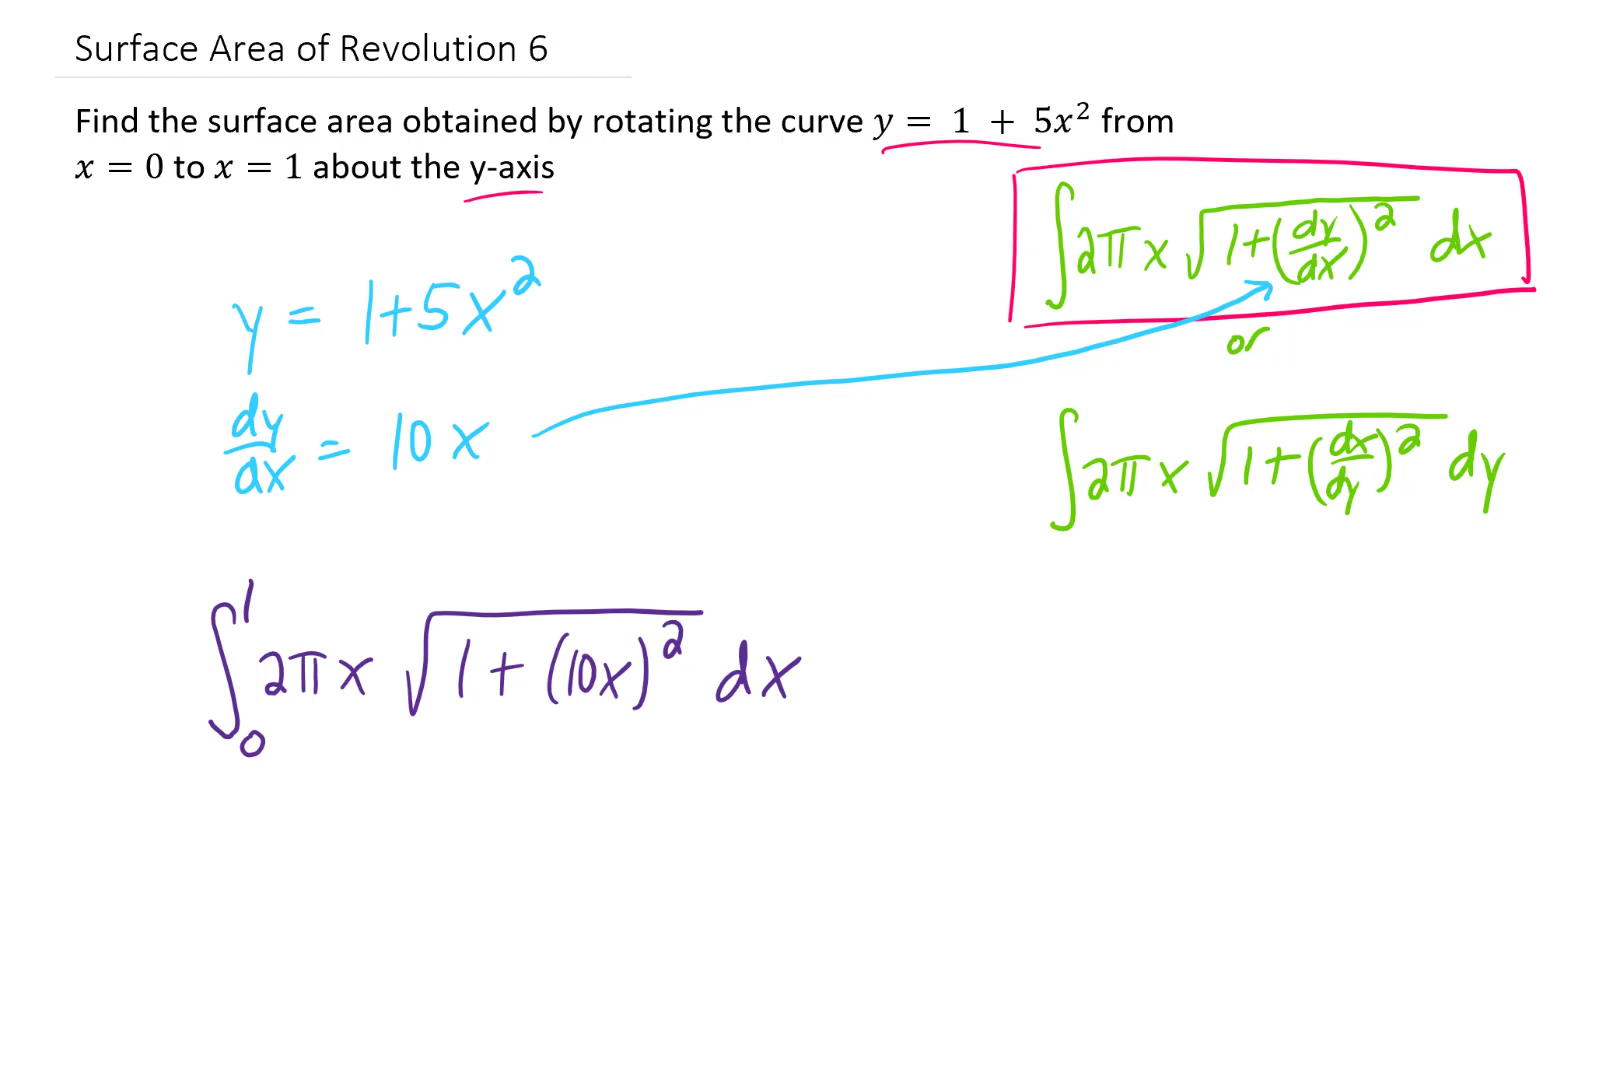 Surface Area of Revolution 6
Find the surface area obtained by rotating the curve y = 1 + 5x² from
x = 0 to x = 1 about the y-axis
∫2πx √(1+(dy/dx)²) dx
or
∫2πx √(1+(dx/dy)²) dy
y = 1+5x²
dy/dx = 10x
∫₀¹ 2πx √(1 + (10x)²) dx